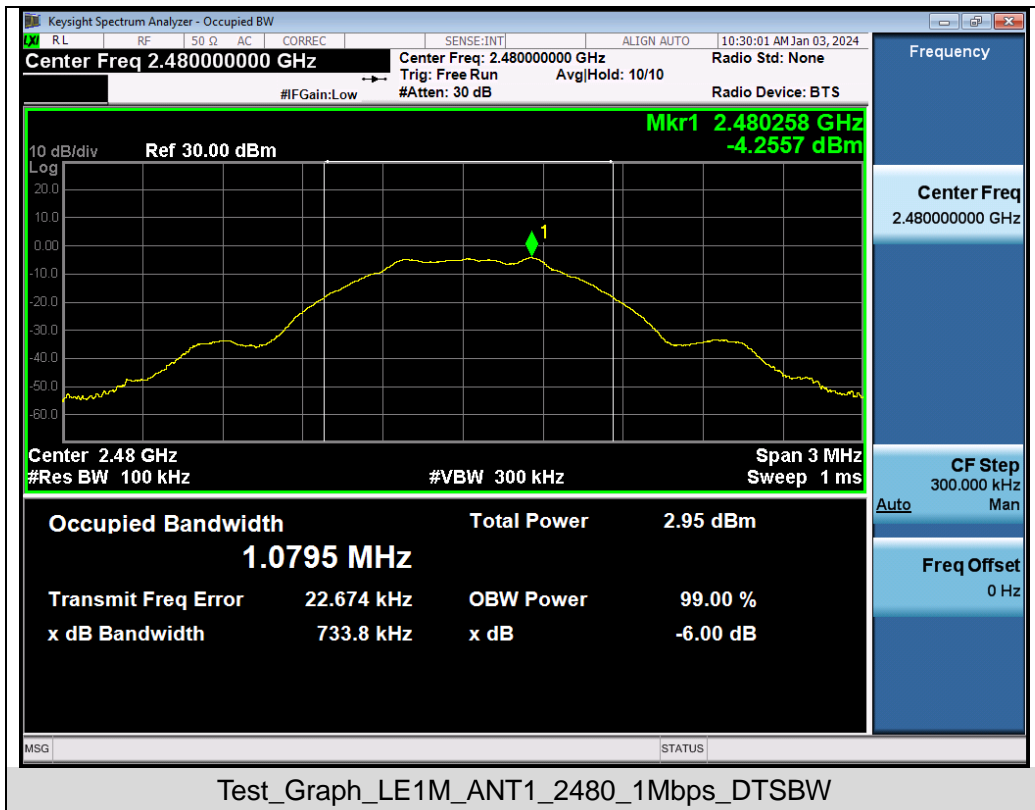 Keysight Spectrum Analyzer - Occupied BW
LXI RL RF 50 Ω AC CORREC SENSE:INT ALIGN AUTO 10:30:01 AM Jan 03, 2024
Center Freq 2.480000000 GHz
Center Freq: 2.480000000 GHz
Radio Std: None
Trig: Free Run Avg|Hold: 10/10
#IFGain:Low
#Atten: 30 dB
Radio Device: BTS
Frequency
Mkr1 2.480258 GHz
-4.2557 dBm
10 dB/div Ref 30.00 dBm
Log
20.0
10.0
0.00
-10.0
-20.0
-30.0
-40.0
-50.0
-60.0
1
Center 2.48 GHz
Span 3 MHz
#Res BW 100 kHz
#VBW 300 kHz
Sweep 1 ms
Center Freq
2.480000000 GHz
CF Step
300.000 kHz
Auto Man
Freq Offset
0 Hz
Occupied Bandwidth
1.0795 MHz
Total Power 2.95 dBm
Transmit Freq Error 22.674 kHz
OBW Power 99.00 %
x dB Bandwidth 733.8 kHz
x dB -6.00 dB
MSG
STATUS
Test_Graph_LE1M_ANT1_2480_1Mbps_DTSBW